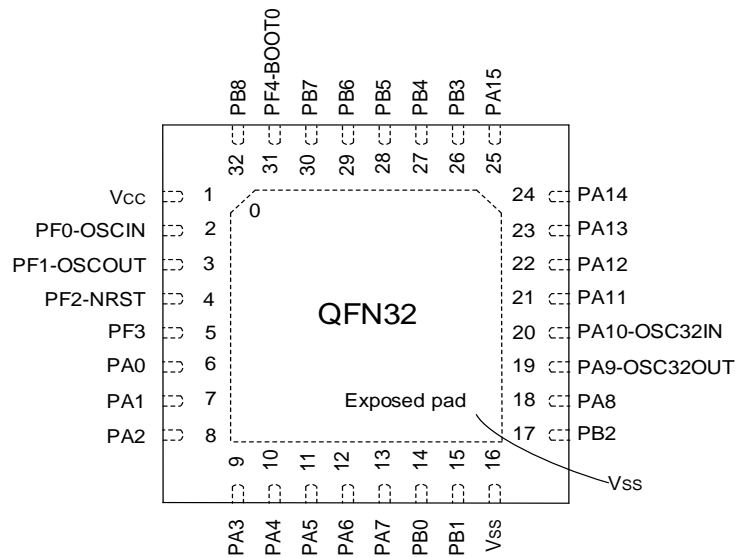 PB8
PF4-BOOT0
PB7
PB6
PB5
PB4
PB3
PA15
32
31
30
29
28
27
26
25
VCC 1
PF0-OSCIN 2
PF1-OSCOUT 3
PF2-NRST 4
PF3 5
PA0 6
PA1 7
PA2 8
0
QFN32
Exposed pad
24 PA14
23 PA13
22 PA12
21 PA11
20 PA10-OSC32IN
19 PA9-OSC32OUT
18 PA8
17 PB2
VSS
9
10
11
12
13
14
15
16
PA3
PA4
PA5
PA6
PA7
PB0
PB1
VSS